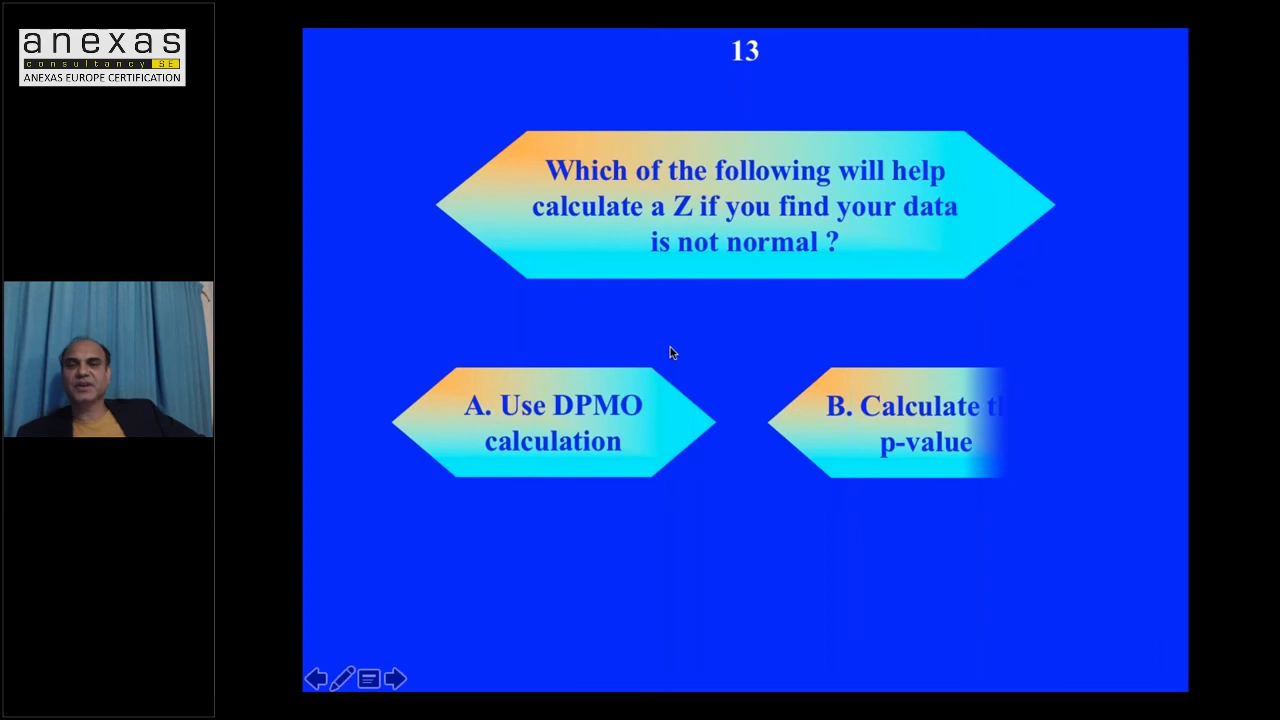 anexas
consultancy SE
ANEXAS EUROPE CERTIFICATION
13
Which of the following will help
calculate a Z if you find your data
is not normal ?
A. Use DPMO
calculation
B. Calculate
p-value